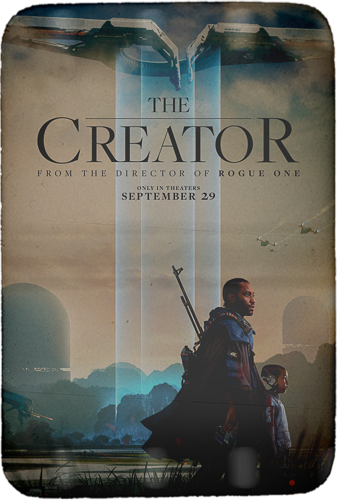 THE
CREATOR
FROM THE DIRECTOR OF ROGUE ONE
ONLY IN THEATERS
SEPTEMBER 29